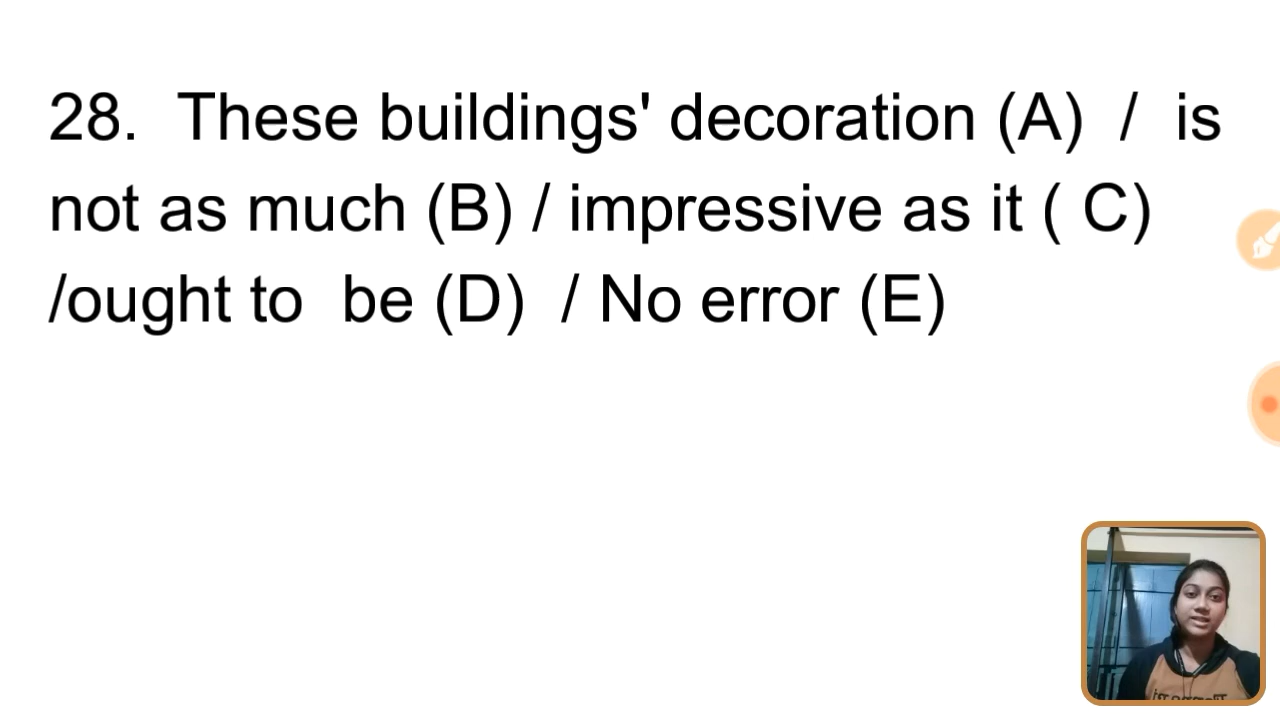 28. These buildings' decoration (A) / is
not as much (B) / impressive as it ( C)
/ought to be (D) / No error (E)